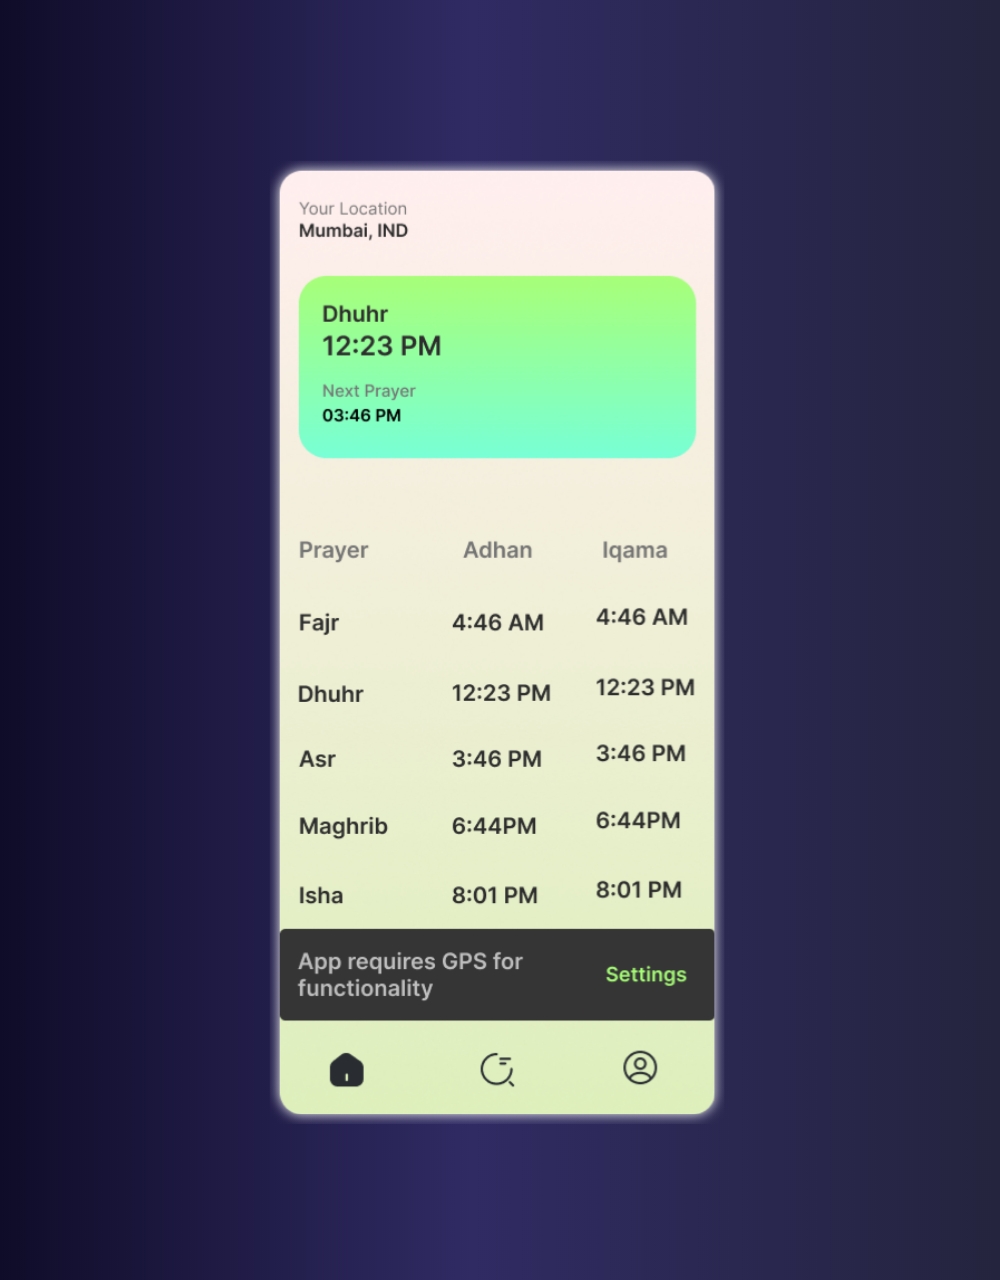 Your Location
Mumbai, IND
Dhuhr
12:23 PM
Next Prayer
03:46 PM
Prayer Adhan Iqama
Fajr 4:46 AM 4:46 AM
Dhuhr 12:23 PM 12:23 PM
Asr 3:46 PM 3:46 PM
Maghrib 6:44PM 6:44PM
Isha 8:01 PM 8:01 PM
App requires GPS for
functionality
Settings